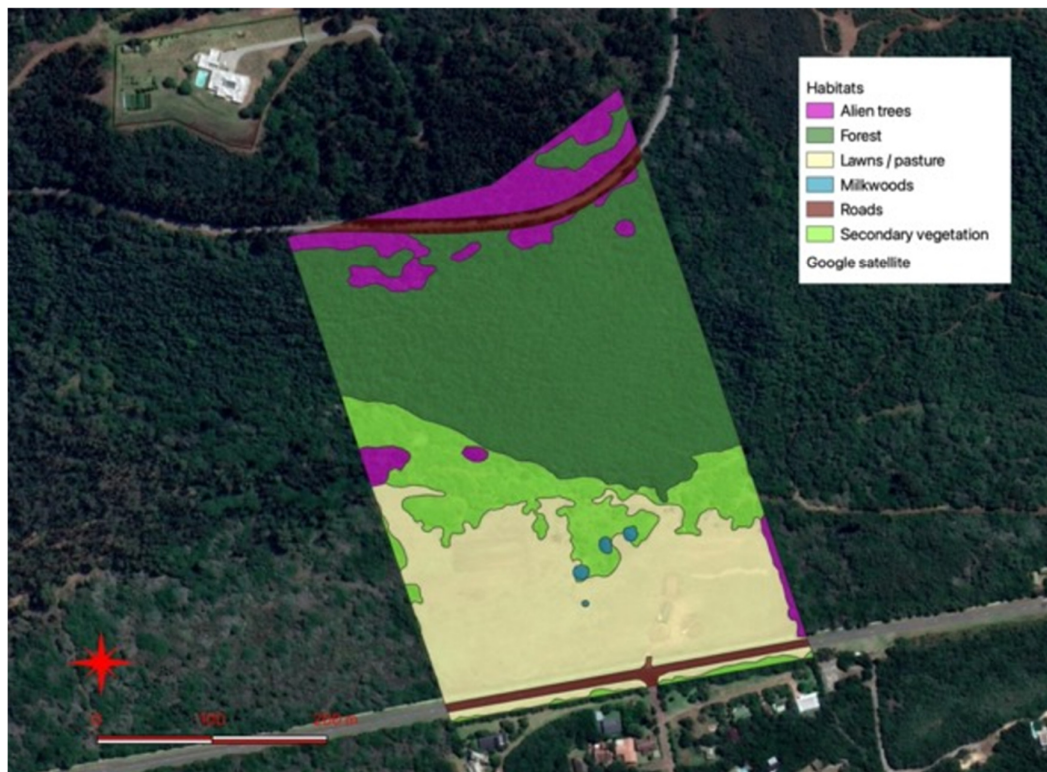 Habitats
Alien trees
Forest
Lawns / pasture
Milkwoods
Roads
Secondary vegetation
Google satellite
0 100 200 m